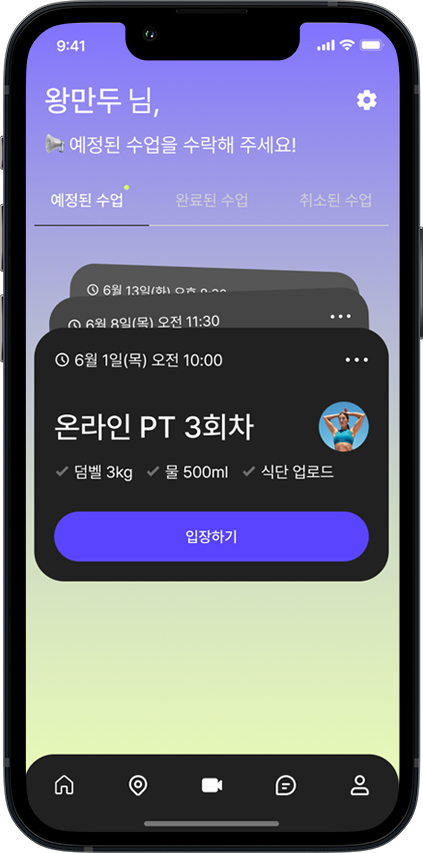 9:41
왕만두 님,
예정된 수업을 수락해 주세요!
예정된 수업 완료된 수업 취소된 수업
6월 13일(화) 오후 8:30
6월 8일(목) 오전 11:30
6월 1일(목) 오전 10:00
온라인 PT 3회차
덤벨 3kg 물 500ml 식단 업로드
입장하기